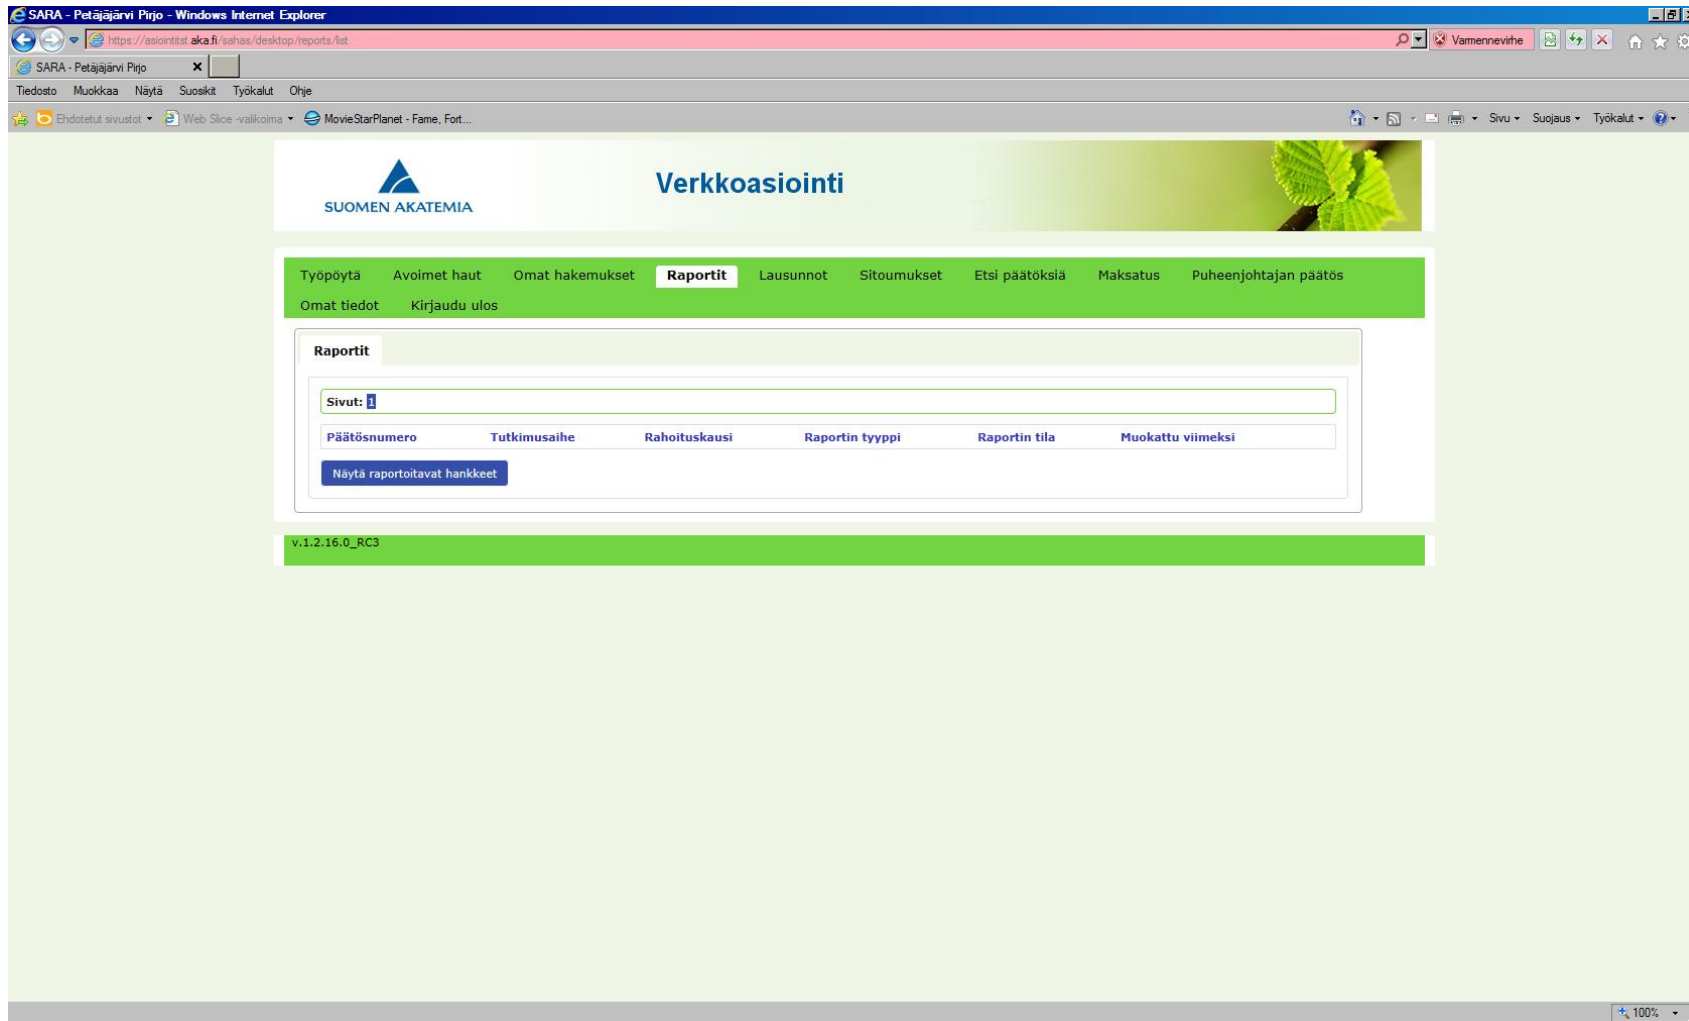 SARA - Petäjäjärvi Pirjo - Windows Internet Explorer
https://asiointitst.aka.fi/sahas/desktop/reports/list
Varmennevirhe
SARA - Petäjäjärvi Pirjo
Tiedosto Muokkaa Näytä Suosikit Työkalut Ohje
Ehdotetut sivustot Web Slice -valikoima MovieStarPlanet - Fame, Fort...
Sivu Suojaus Työkalut
SUOMEN AKATEMIA
Verkkoasiointi
Työpöytä Avoimet haut Omat hakemukset Raportit Lausunnot Sitoumukset Etsi päätöksiä Maksatus Puheenjohtajan päätös
Omat tiedot Kirjaudu ulos
Raportit
Sivut: 1
Päätösnumero Tutkimusaihe Rahoituskausi Raportin tyyppi Raportin tila Muokattu viimeksi
Näytä raportoitavat hankkeet
v.1.2.16.0_RC3
100%